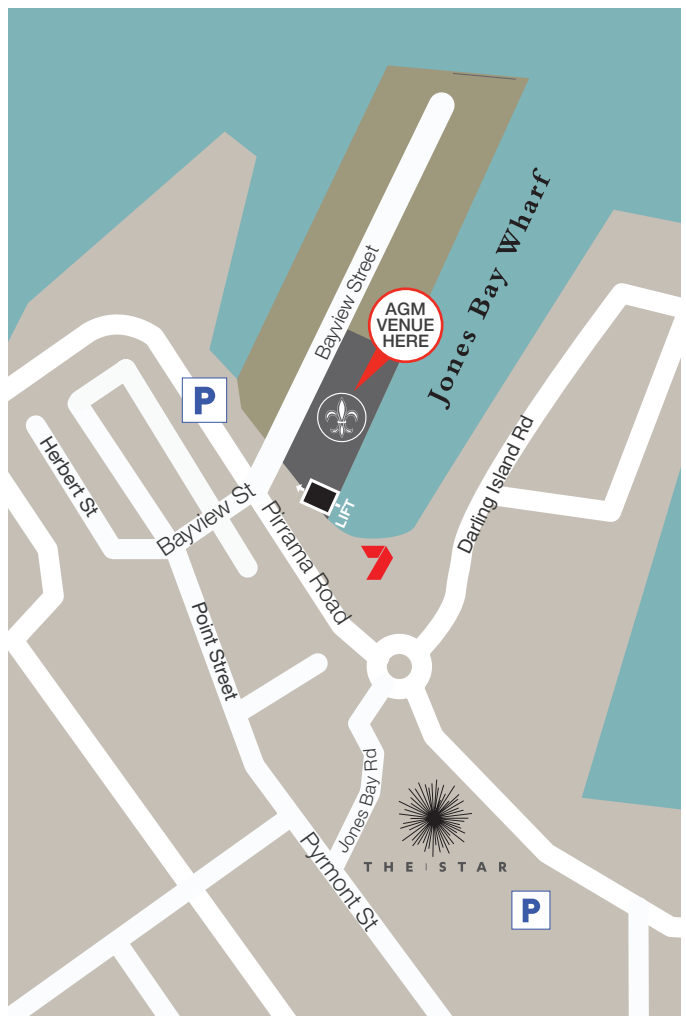 Jones Bay Wharf
Bayview Street
AGM
VENUE
HERE
P
Herbert St
Bayview St
LIFT
Darling Island Rd
Pirrama Road
7
Point Street
Jones Bay Rd
THE STAR
Pyrmont St
P